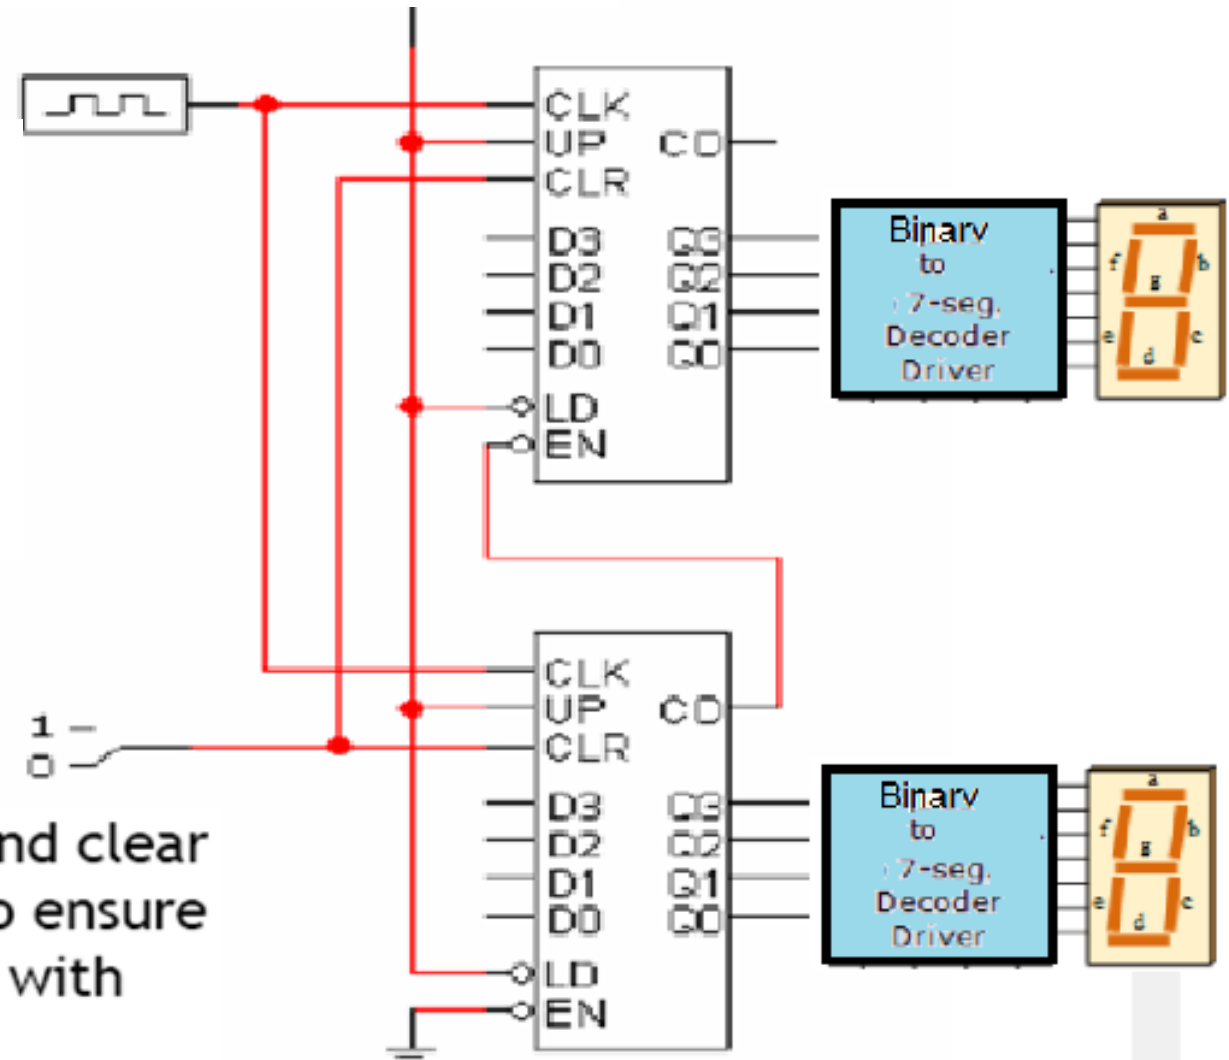 CLK
UP CO
CLR
D3 Q3
D2 Q2
D1 Q1
D0 Q0
LD
EN
Binary
to
7-seg.
Decoder
Driver
a
f b
g
e c
d
CLK
UP CO
CLR
D3 Q3
D2 Q2
D1 Q1
D0 Q0
LD
EN
Binary
to
7-seg.
Decoder
Driver
a
f b
g
e c
d
1
0
nd clear
o ensure
with